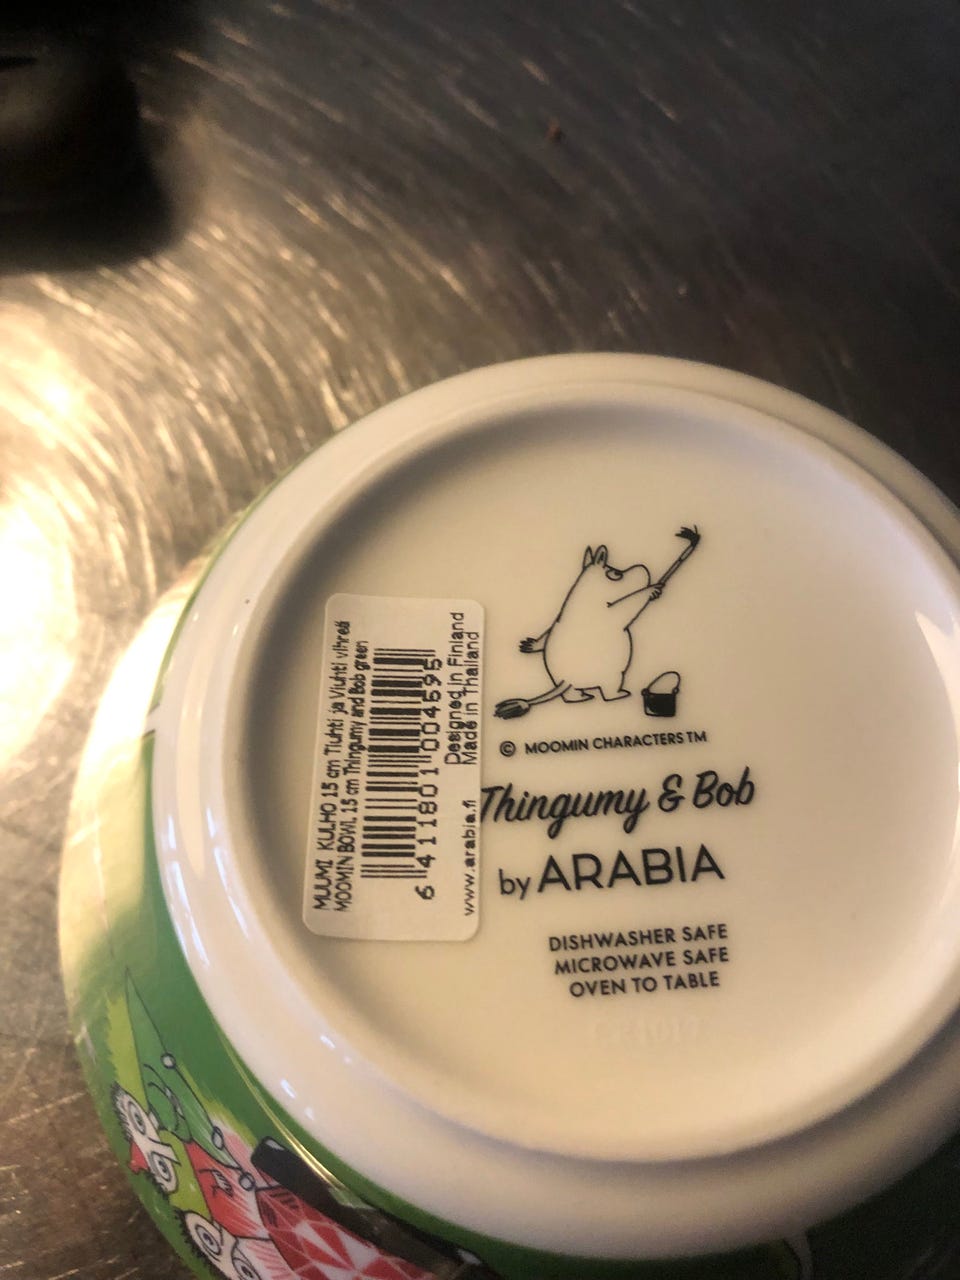 MUUMI KULHO 15 cm Tiuhti ja Viuhti vihreä
MOOMIN BOWL 15 cm Thingumy and Bob green
6 411801 004595
www.arabia.fi
Designed in Finland
Made in Thailand
© MOOMIN CHARACTERS TM
Thingumy & Bob
by ARABIA
DISHWASHER SAFE
MICROWAVE SAFE
OVEN TO TABLE